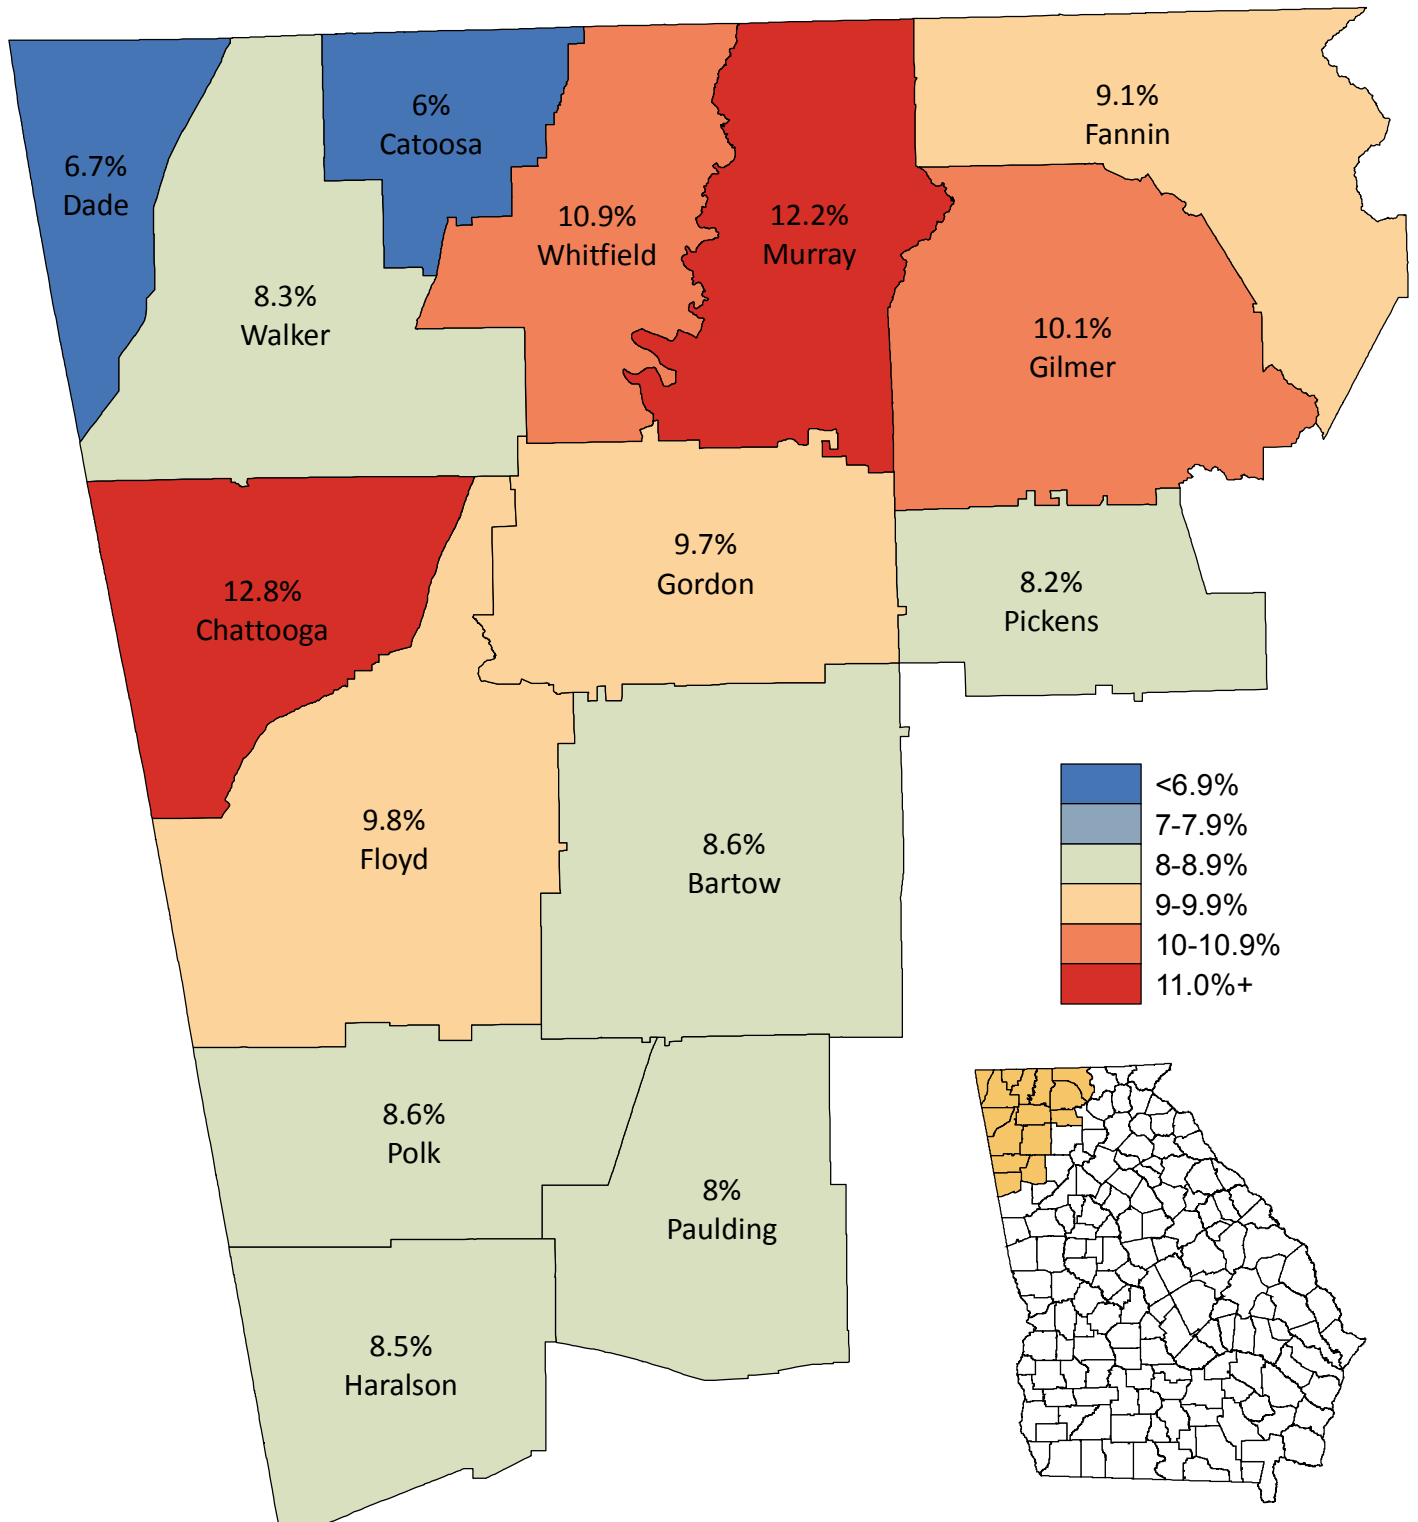 9.1%
Fannin
6%
Catoosa
6.7%
Dade
10.9%
Whitfield
12.2%
Murray
8.3%
Walker
10.1%
Gilmer
9.7%
Gordon
8.2%
Pickens
12.8%
Chattooga
9.8%
Floyd
8.6%
Bartow
<6.9%
7-7.9%
8-8.9%
9-9.9%
10-10.9%
11.0%+
8.6%
Polk
8%
Paulding
8.5%
Haralson